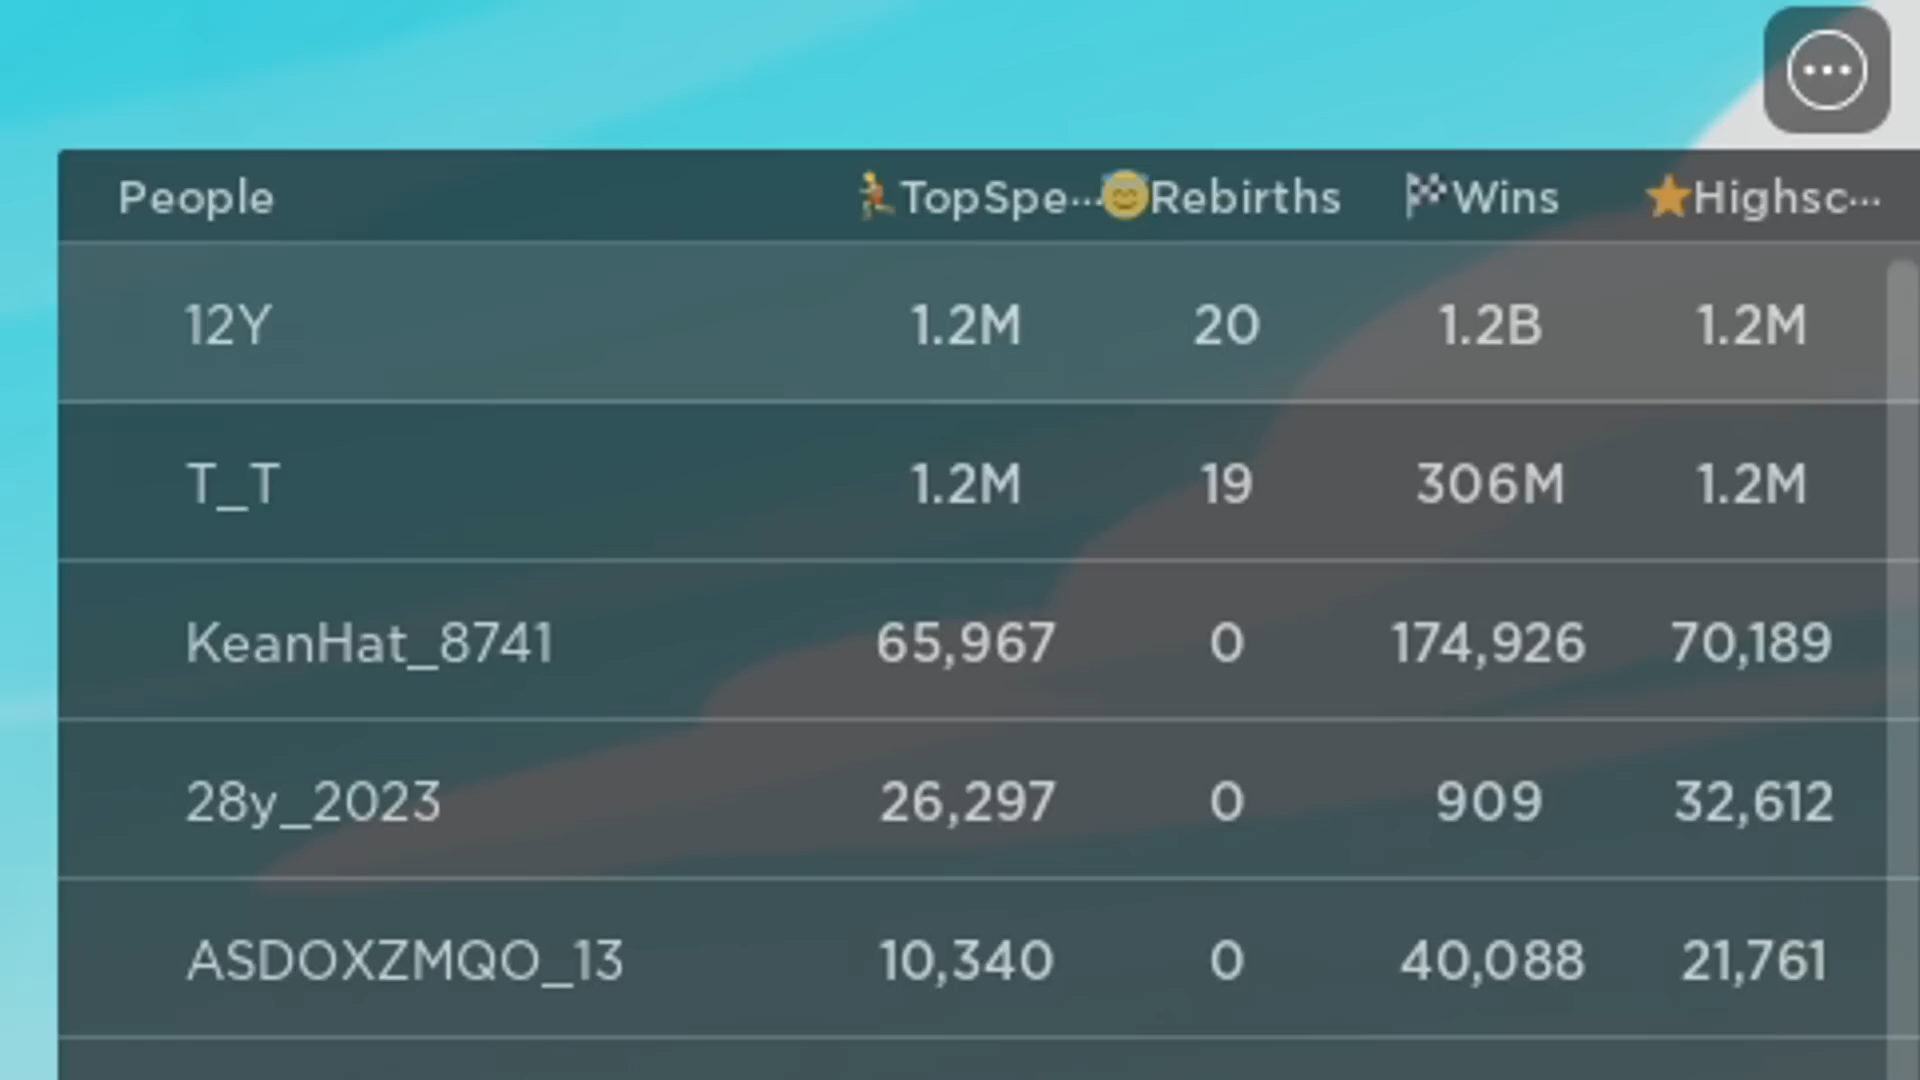 People 🏃TopSpe... 😇Rebirths 🏁Wins ⭐Highsc...
12Y 1.2M 20 1.2B 1.2M
T_T 1.2M 19 306M 1.2M
KeanHat_8741 65,967 0 174,926 70,189
28y_2023 26,297 0 909 32,612
ASDOXZMQO_13 10,340 0 40,088 21,761